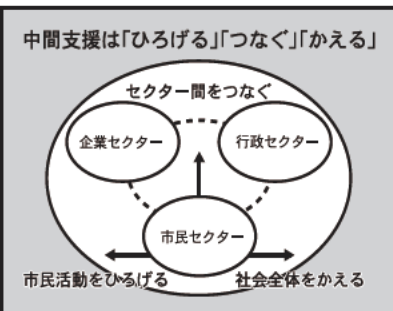 中間支援は「ひろげる」「つなぐ」「かえる」
セクター間をつなぐ
企業セクター
行政セクター
市民セクター
市民活動をひろげる
社会全体をかえる